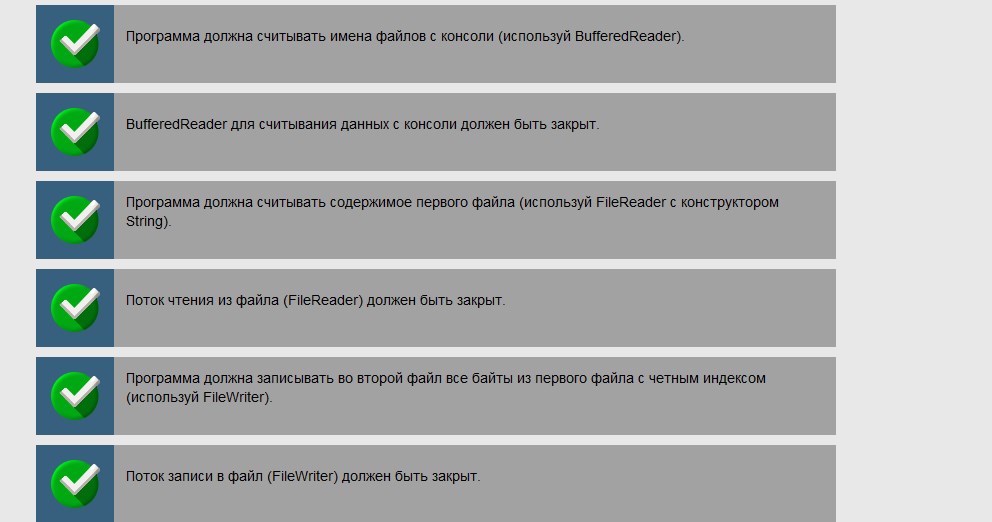 Программа должна считывать имена файлов с консоли (используй BufferedReader).
BufferedReader для считывания данных с консоли должен быть закрыт.
Программа должна считывать содержимое первого файла (используй FileReader с конструктором
String).
Поток чтения из файла (FileReader) должен быть закрыт.
Программа должна записывать во второй файл все байты из первого файла с четным индексом
(используй FileWriter).
Поток записи в файл (FileWriter) должен быть закрыт.